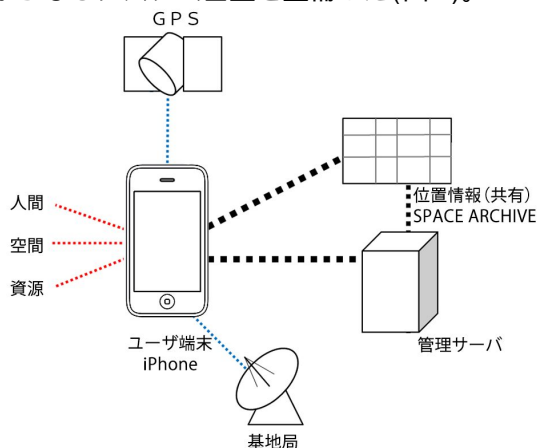 GPS
人間
空間
資源
位置情報(共有)
SPACE ARCHIVE
ユーザ端末
iPhone
管理サーバ
基地局